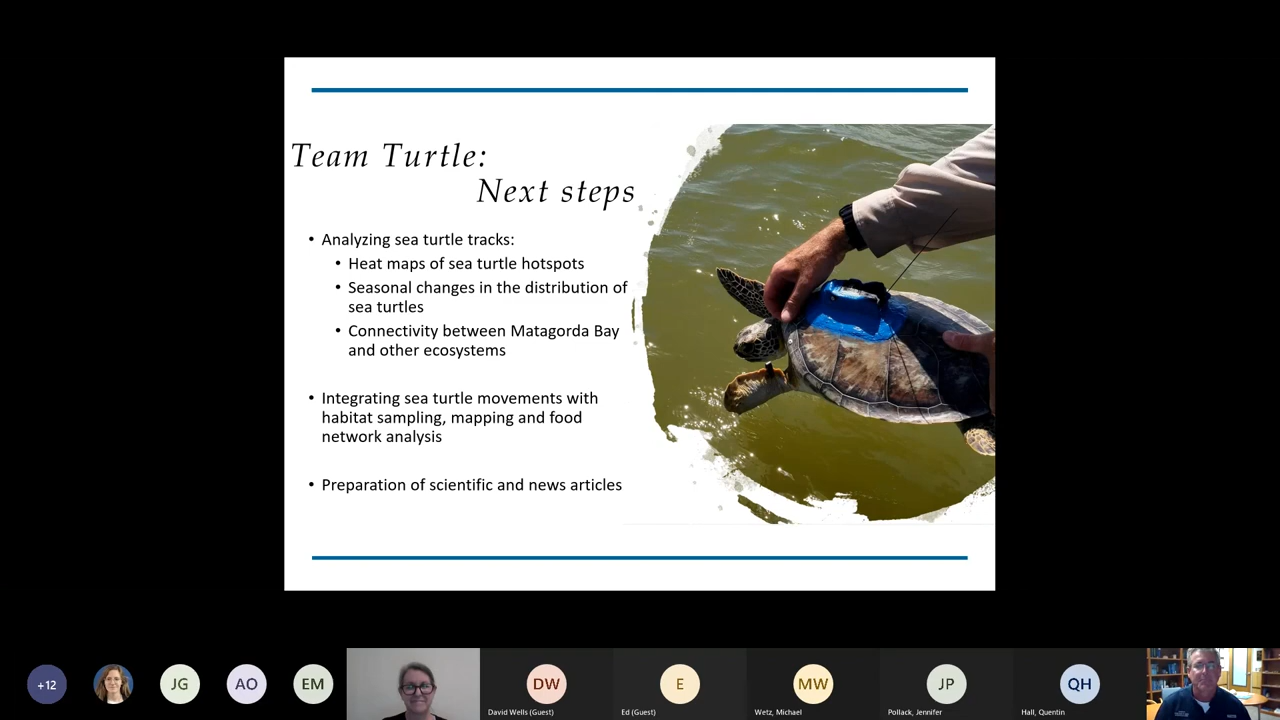 Team Turtle:
Next steps
• Analyzing sea turtle tracks:
• Heat maps of sea turtle hotspots
• Seasonal changes in the distribution of
sea turtles
• Connectivity between Matagorda Bay
and other ecosystems
• Integrating sea turtle movements with
habitat sampling, mapping and food
network analysis
• Preparation of scientific and news articles
+12
JG
AO
EM
DW
David Wells (Guest)
E
Ed (Guest)
MW
Wetz, Michael
JP
Pollack, Jennifer
QH
Hall, Quentin